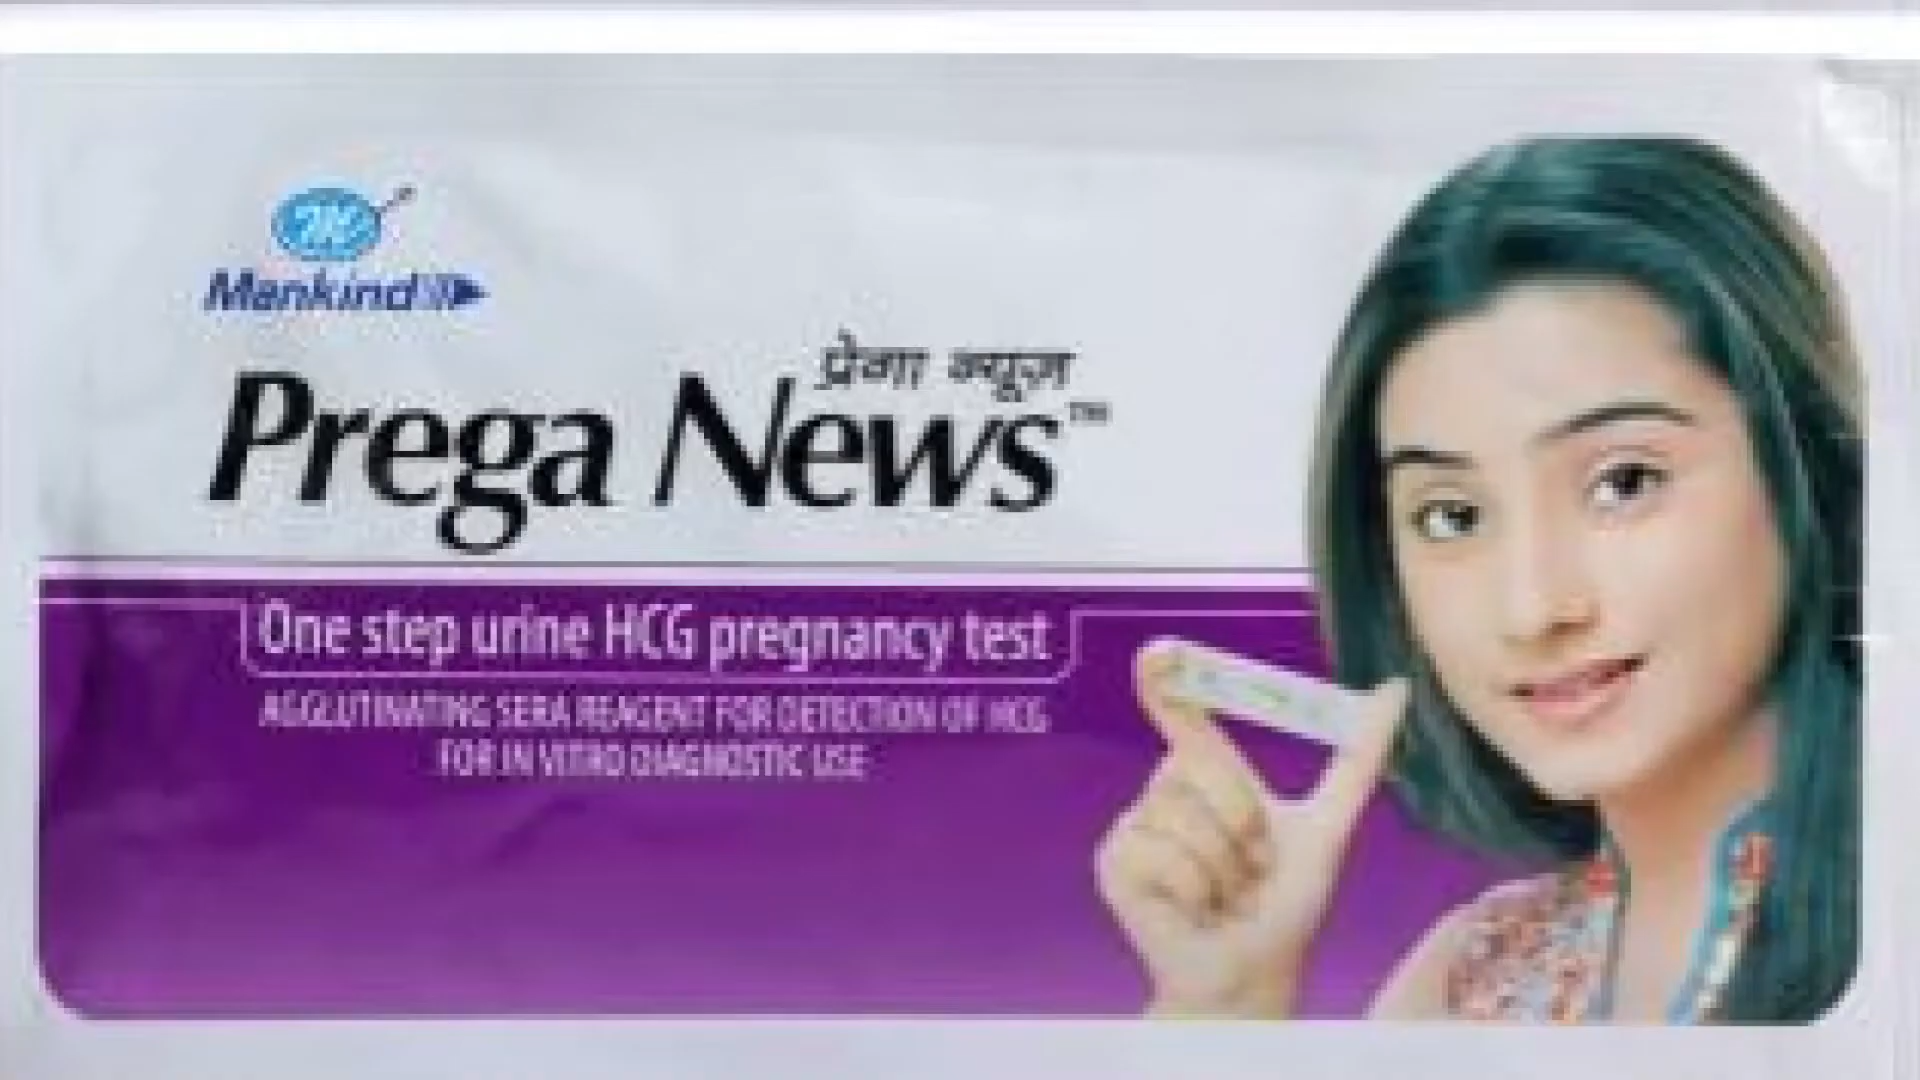 Mankind
प्रेगा न्यूज़
Prega News™
One step urine HCG pregnancy test
AGGLUTINATING SERA REAGENT FOR DETECTION OF HCG
FOR IN VITRO DIAGNOSTIC USE